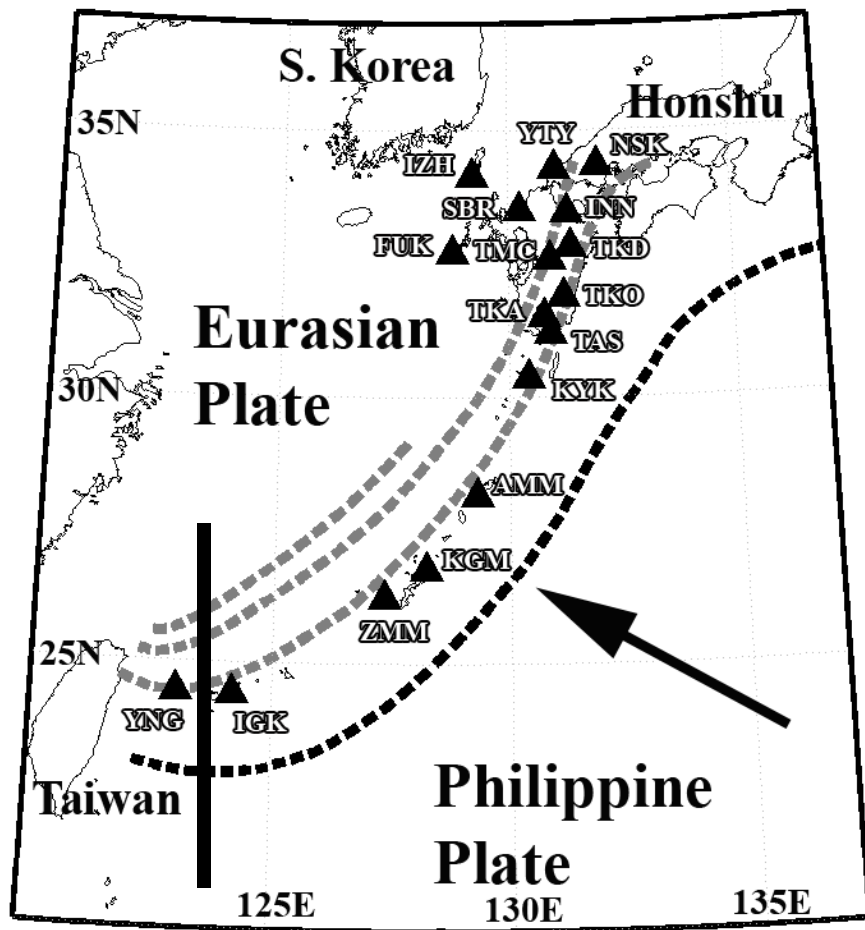 S. Korea
Honshu
35N
YTY
NSK
IZH
SBR
INN
FUK
TMC
TKD
TKA
TKO
TAS
Eurasian
Plate
30N
KYK
AMM
KGM
ZMM
25N
YNG
IGK
Taiwan
Philippine
Plate
125E
130E
135E